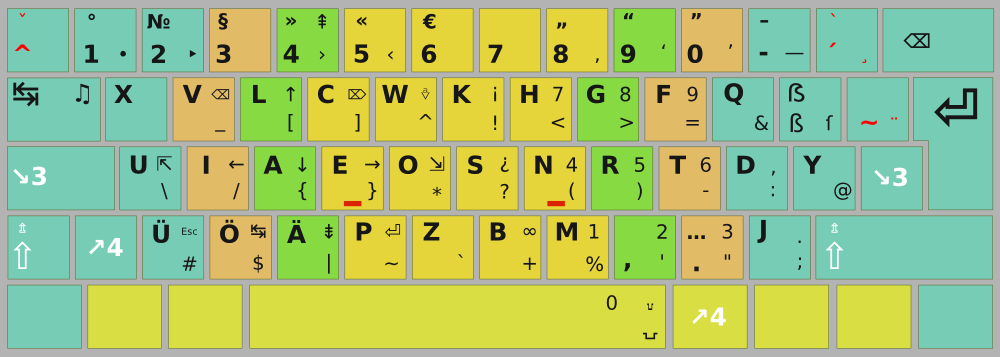 ˇ ° № § » ⇞ « € „ “ ” – ` ⌫
^ 1 • 2 ‣ 3 4 › 5 ‹ 6 7 8 ‚ 9 ‘ 0 ’ - — ´ ¸
↹ ♫ X V ⌫ L ↑ C ⌦ W K ¡ H 7 G 8 F 9 Q ẞ ⏎
_ [ ] ^ ! < > = & ß ſ ~ ¨
↘3 U ⇱ I ← A ↓ E → O ⇲ S ¿ N 4 R 5 T 6 D , Y ↘3
\ / { } * ? ( ) - : @
⇧ ↗4 Ü Esc Ö ↹ Ä ⇟ P ⏎ Z B ∞ M 1 2 … 3 J . ⇧
# $ | ~ ` + % , ' . " ;
0 ␣ ↗4